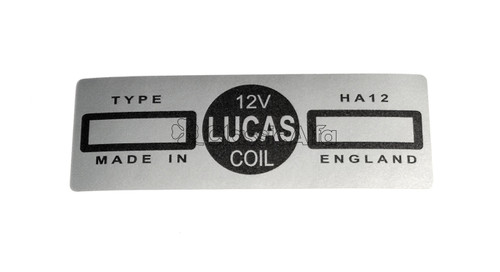 TYPE 12V HA12
LUCAS
MADE IN COIL ENGLAND